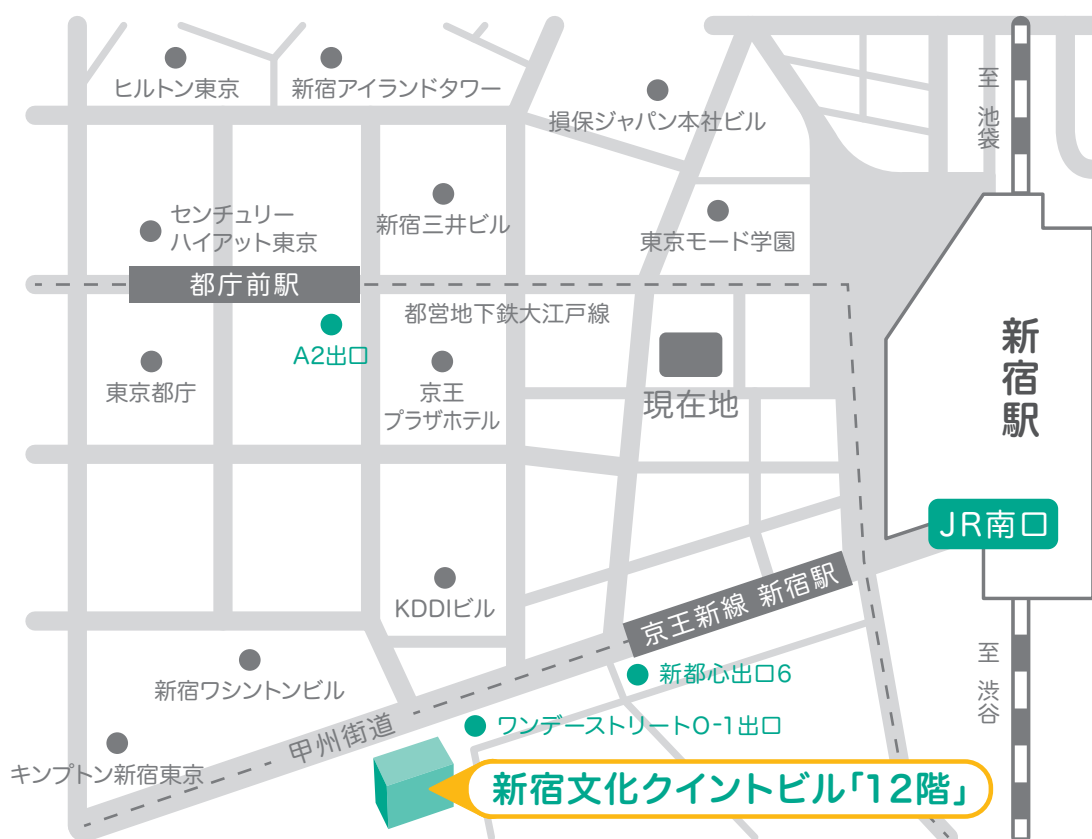 ヒルトン東京
新宿アイランドタワー
損保ジャパン本社ビル
至 池袋
センチュリー
ハイアット東京
新宿三井ビル
東京モード学園
都庁前駅
都営地下鉄大江戸線
A2出口
東京都庁
京王
プラザホテル
現在地
新宿駅
JR南口
KDDIビル
京王新線 新宿駅
新都心出口6
新宿ワシントンビル
至 渋谷
甲州街道
ワンデーストリートO-1出口
キンプトン新宿東京
新宿文化クイントビル「12階」